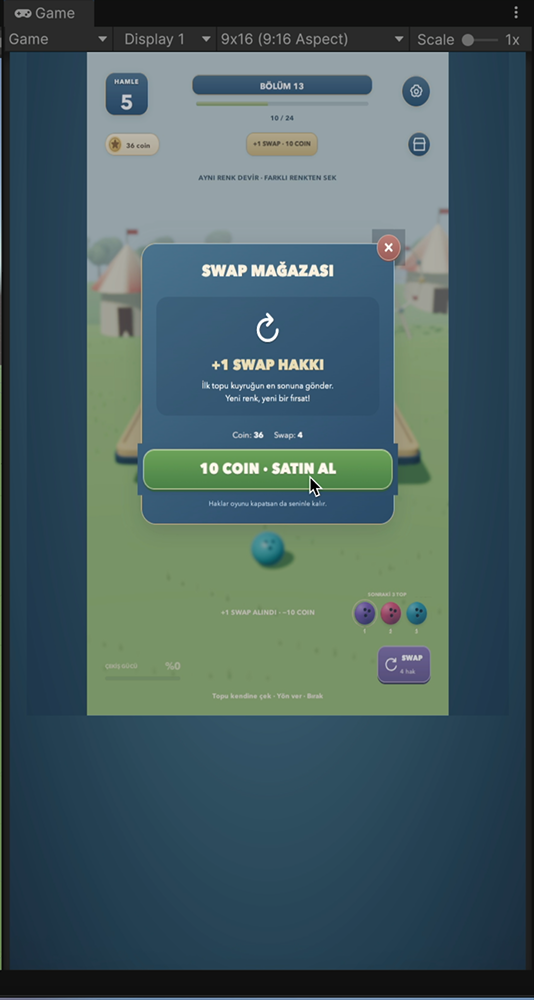 Game
Game
Display 1
9x16 (9:16 Aspect)
Scale
1x
HAMLE
5
BÖLÜM 13
10 / 24
36 coin
+1 SWAP · 10 COIN
AYNI RENK DEVİR · FARKLI RENKTEN SEK
SWAP MAĞAZASI
+1 SWAP HAKKI
İlk topu kuyruğun en sonuna gönder.
Yeni renk, yeni bir fırsat!
Coin: 36 Swap: 4
10 COIN · SATIN AL
Haklar oyunu kapatsan da seninle kalır.
SONRAKİ 3 TOP
+1 SWAP ALINDI · −10 COIN
1
2
3
%0
SWAP
4 hak
Topu kendine çek · Yön ver · Bırak